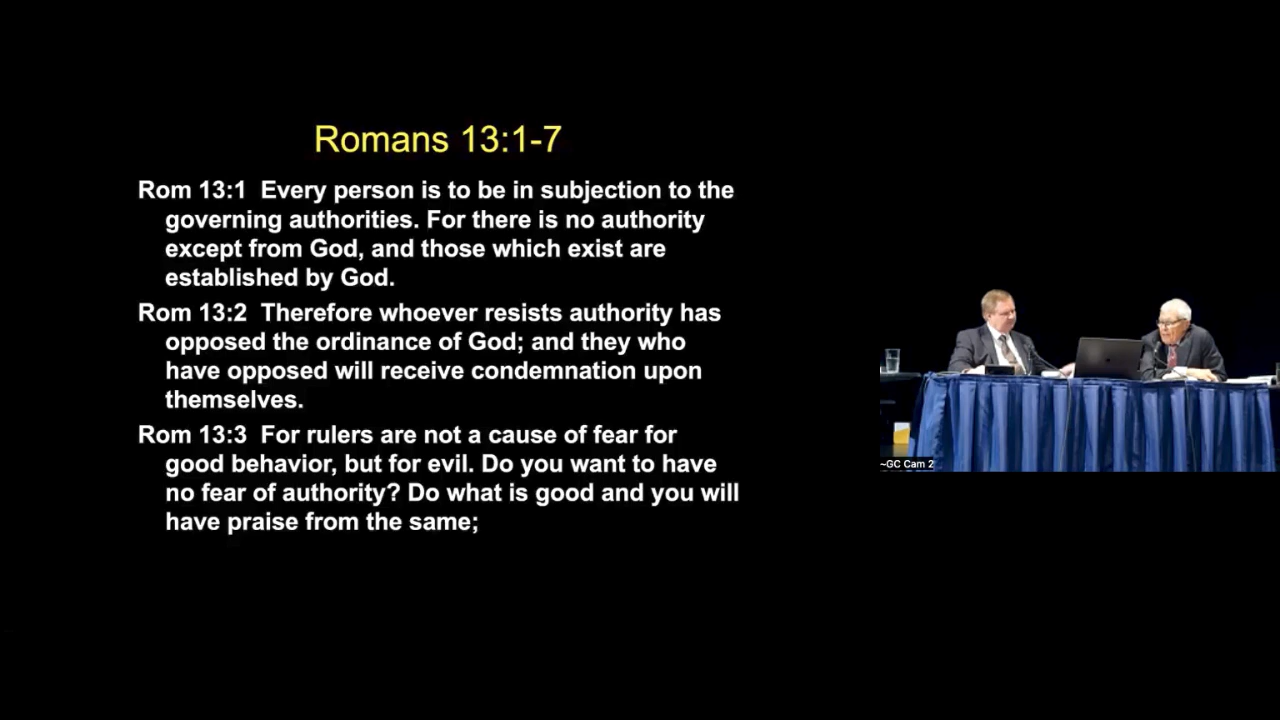 Romans 13:1-7
Rom 13:1 Every person is to be in subjection to the
governing authorities. For there is no authority
except from God, and those which exist are
established by God.
Rom 13:2 Therefore whoever resists authority has
opposed the ordinance of God; and they who
have opposed will receive condemnation upon
themselves.
Rom 13:3 For rulers are not a cause of fear for
good behavior, but for evil. Do you want to have
no fear of authority? Do what is good and you will
have praise from the same;
~GC Cam 2